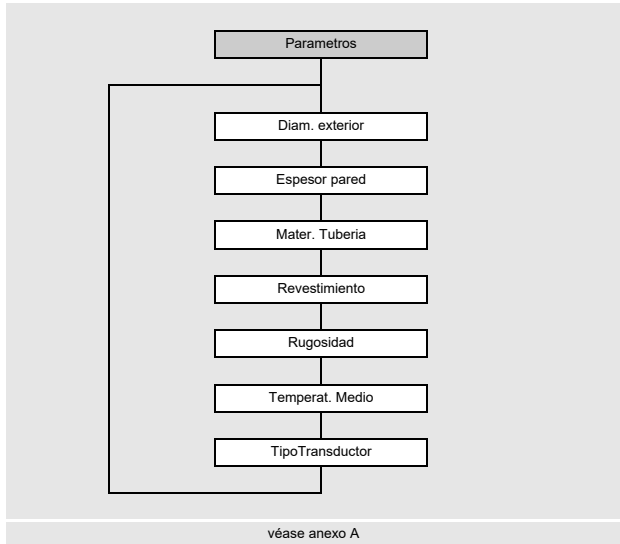 Parametros
Diam. exterior
Espesor pared
Mater. Tuberia
Revestimiento
Rugosidad
Temperat. Medio
TipoTransductor
véase anexo A